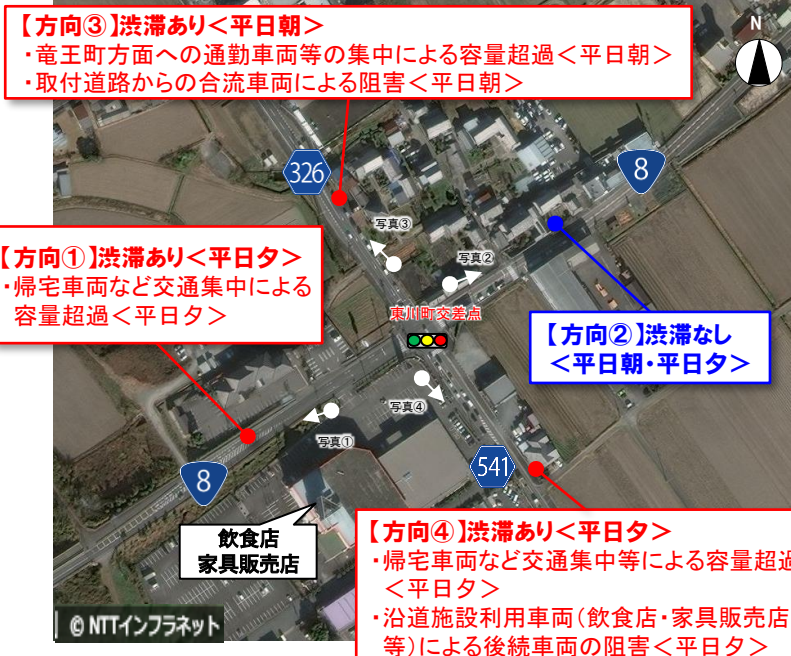 【方向③】渋滞あり＜平日朝＞
・竜王町方面への通勤車両等の集中による容量超過＜平日朝＞
・取付道路からの合流車両による阻害＜平日朝＞
N
326
8
写真③
写真②
【方向①】渋滞あり＜平日夕＞
・帰宅車両など交通集中による
容量超過＜平日夕＞
東川町交差点
【方向②】渋滞なし
＜平日朝・平日夕＞
写真④
写真①
541
8
飲食店
家具販売店
【方向④】渋滞あり＜平日夕＞
・帰宅車両など交通集中等による容量超過
＜平日夕＞
・沿道施設利用車両（飲食店・家具販売店
等）による後続車両の阻害＜平日夕＞
© NTTインフラネット